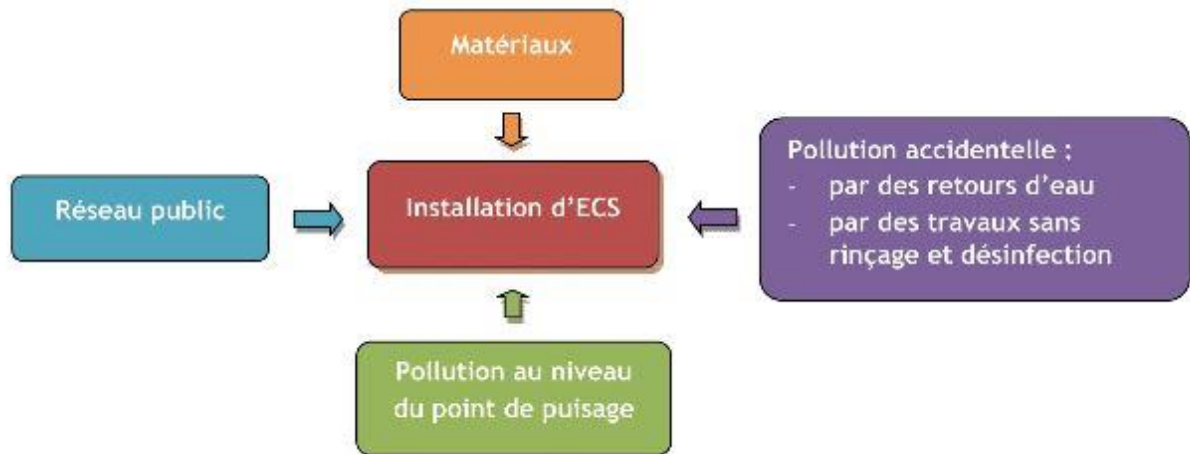 Matériaux
Réseau public
Installation d'ECS
Pollution accidentelle :
- par des retours d'eau
- par des travaux sans
rinçage et désinfection
Pollution au niveau
du point de puisage